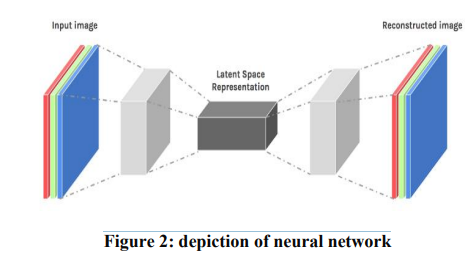 Input image
Reconstructed image
Latent Space
Representation
Figure 2: depiction of neural network